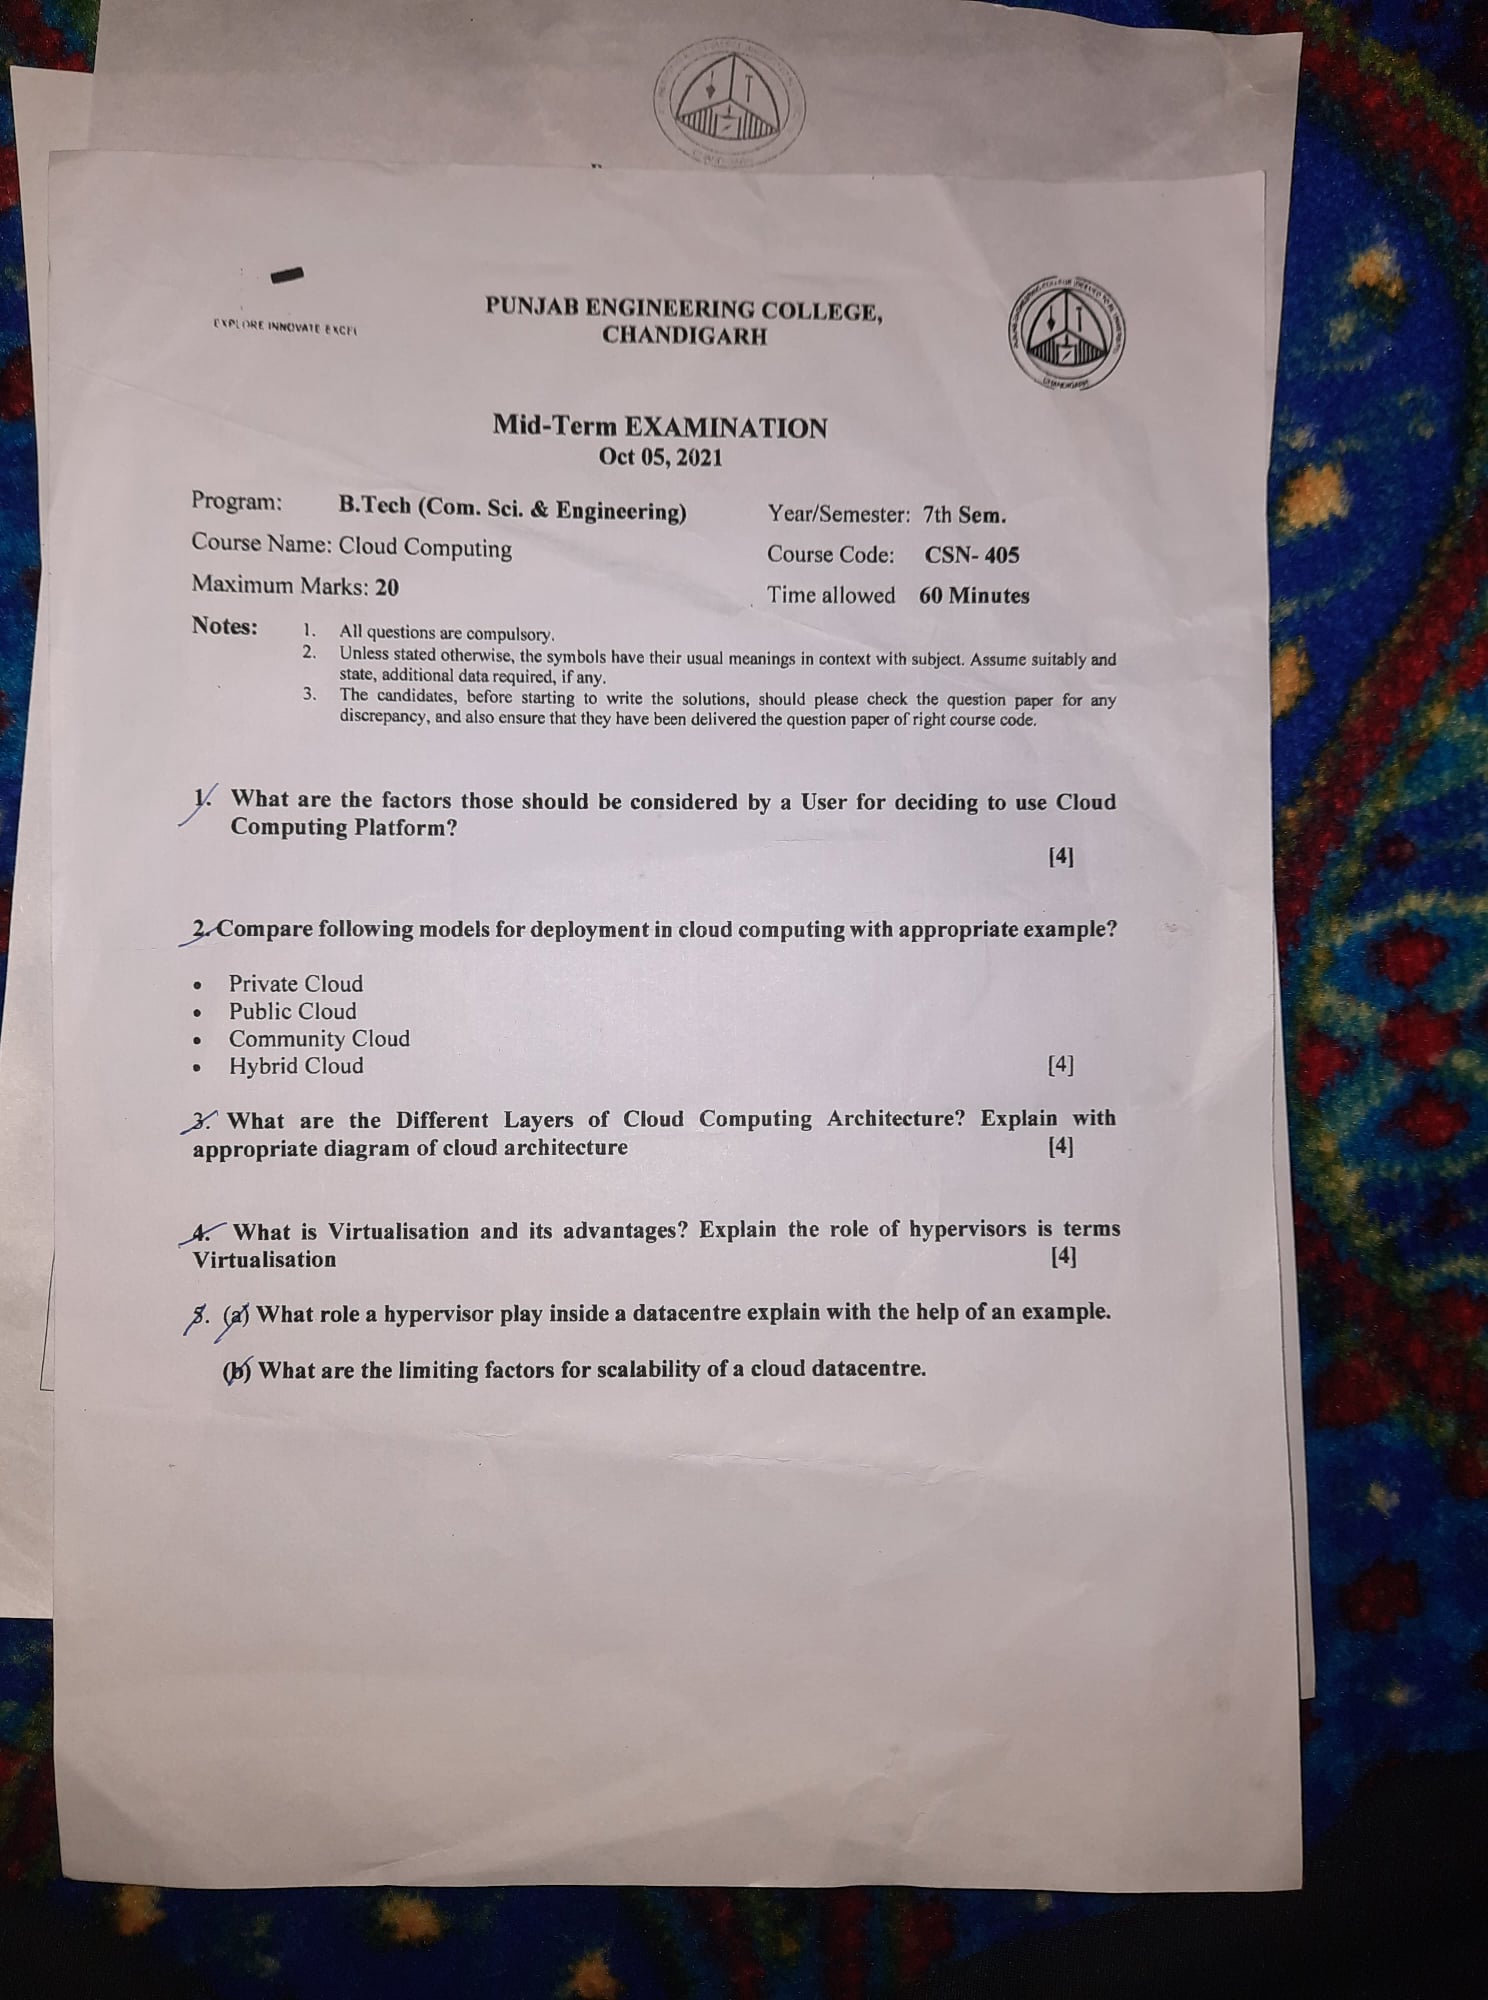 EXPLORE INNOVATE EXCEL
PUNJAB ENGINEERING COLLEGE,
CHANDIGARH
CHANDIGARH
Mid-Term EXAMINATION
Oct 05, 2021
Program: B.Tech (Com. Sci. & Engineering) Year/Semester: 7th Sem.
Course Name: Cloud Computing Course Code: CSN- 405
Maximum Marks: 20 Time allowed 60 Minutes
Notes: 1. All questions are compulsory.
2. Unless stated otherwise, the symbols have their usual meanings in context with subject. Assume suitably and
state, additional data required, if any.
3. The candidates, before starting to write the solutions, should please check the question paper for any
discrepancy, and also ensure that they have been delivered the question paper of right course code.
1. What are the factors those should be considered by a User for deciding to use Cloud
Computing Platform?
[4]
2. Compare following models for deployment in cloud computing with appropriate example?
• Private Cloud
• Public Cloud
• Community Cloud
• Hybrid Cloud [4]
3. What are the Different Layers of Cloud Computing Architecture? Explain with
appropriate diagram of cloud architecture [4]
4. What is Virtualisation and its advantages? Explain the role of hypervisors is terms
Virtualisation [4]
5. (a) What role a hypervisor play inside a datacentre explain with the help of an example.
(b) What are the limiting factors for scalability of a cloud datacentre.